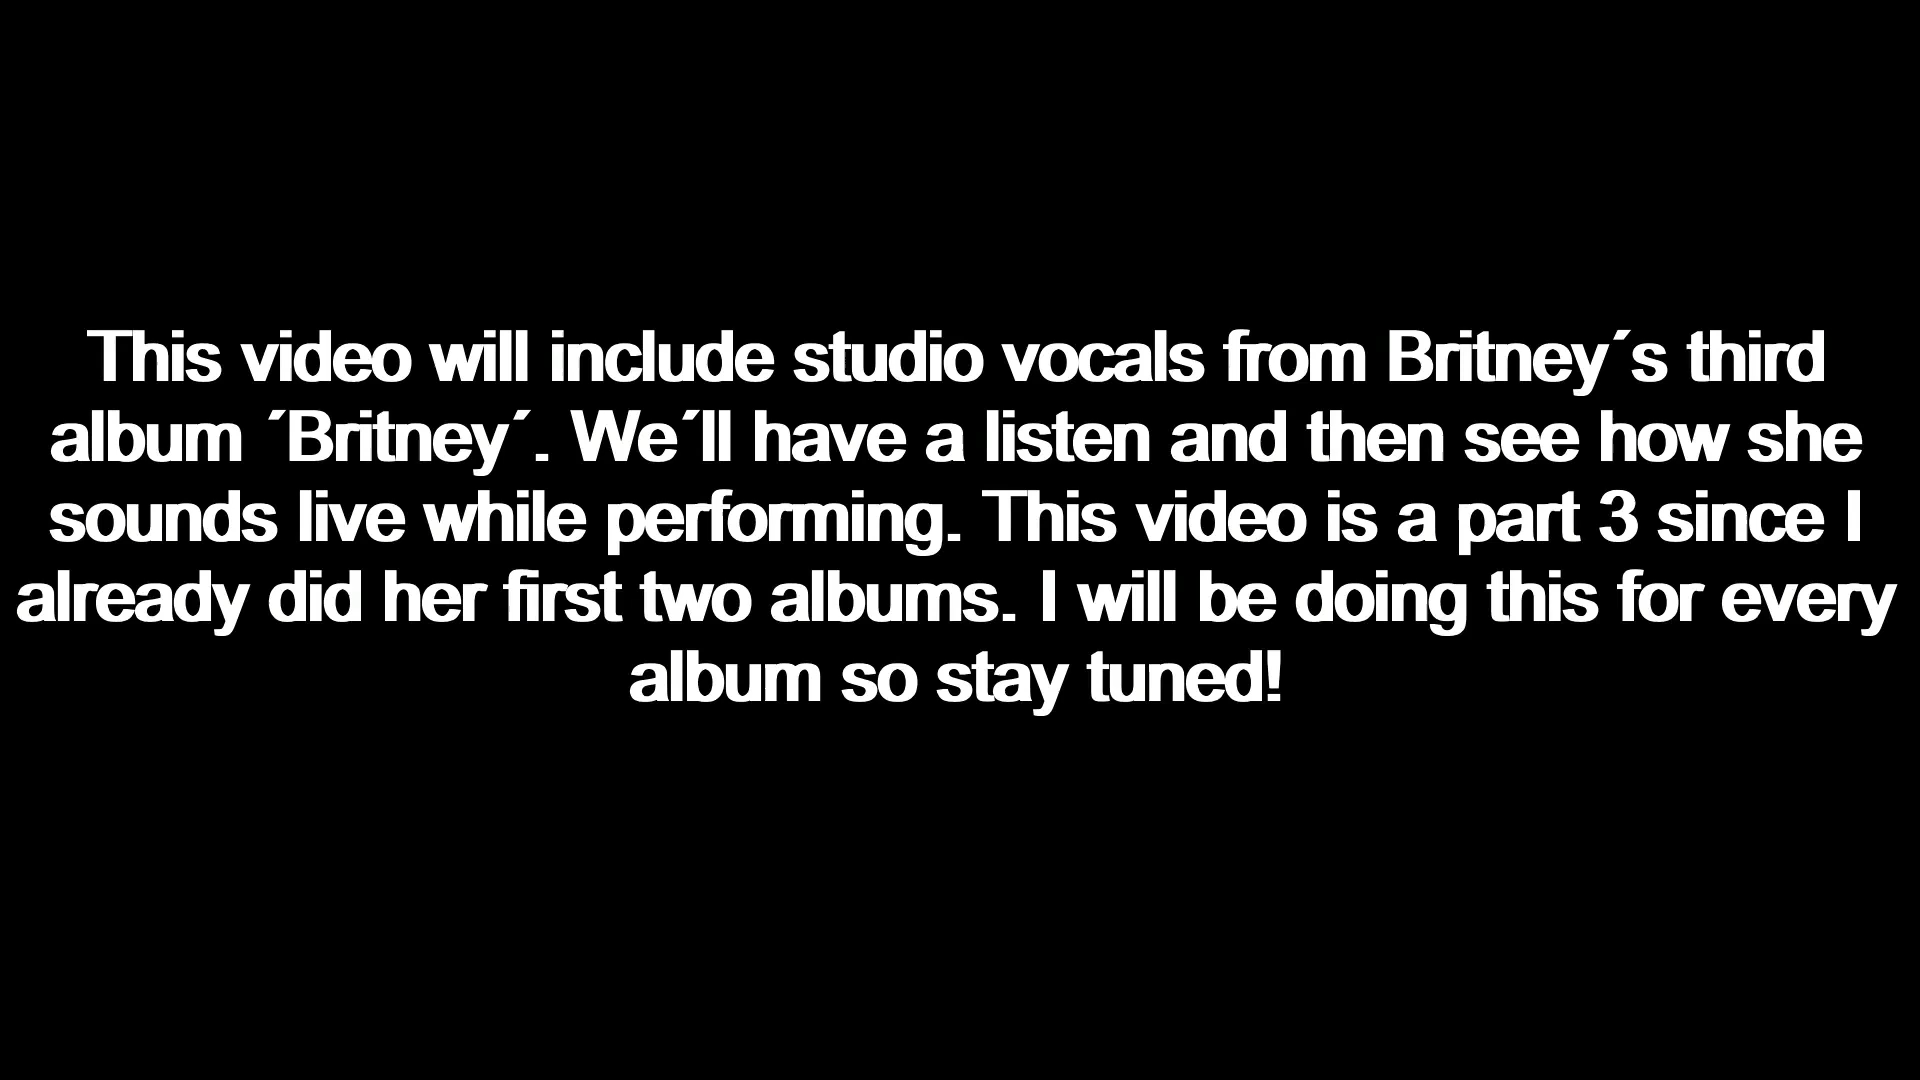 This video will include studio vocals from Britney´s third
album ´Britney´. We´ll have a listen and then see how she
sounds live while performing. This video is a part 3 since I
already did her first two albums. I will be doing this for every
album so stay tuned!